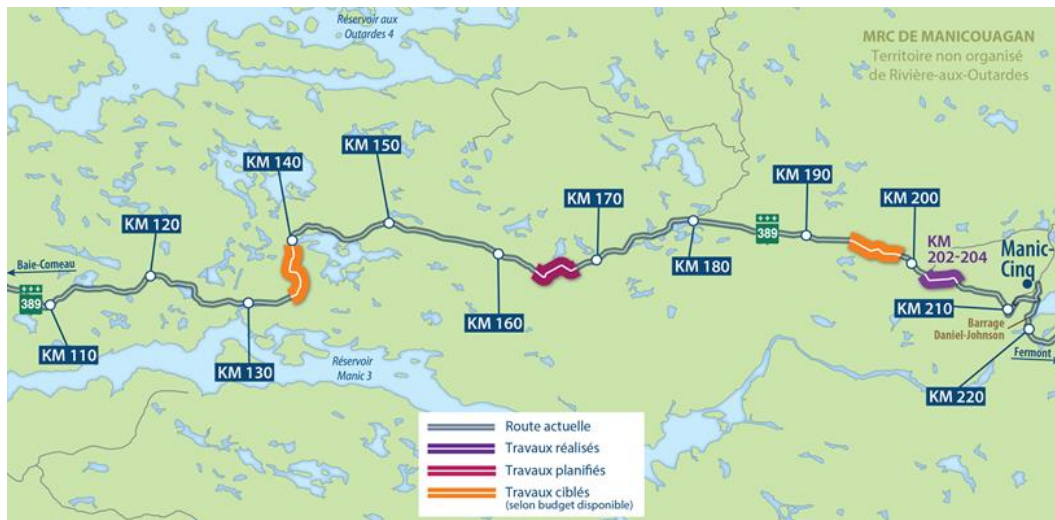 Réservoir aux
Outardes 4
MRC DE MANICOUAGAN
Territoire non organisé
de Rivière-aux-Outardes
KM 140
KM 150
KM 120
KM 170
KM 190
KM 200
389
KM
202-204
Manic-
Cinq
Baie-Comeau
389
KM 110
KM 130
KM 160
KM 180
KM 210
Barrage
Daniel-Johnson
Fermont
KM 220
Réservoir
Manic 3
Route actuelle
Travaux réalisés
Travaux planifiés
Travaux ciblés
(selon budget disponible)